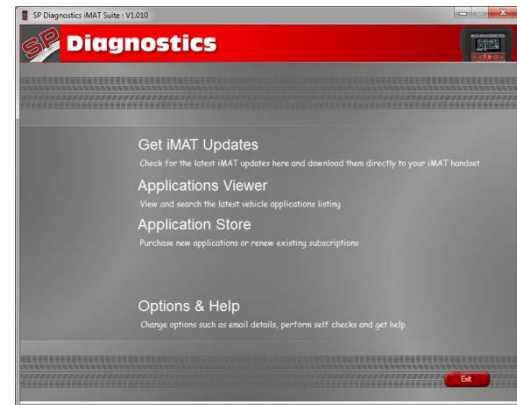 SP Diagnostics iMAT Suite : V1.010
SP Diagnostics
Get iMAT Updates
Check for the latest iMAT updates here and download them directly to your iMAT handset
Applications Viewer
View and search the latest vehicle applications listing
Application Store
Purchase new applications or renew existing subscriptions
Options & Help
Change options such as email details, perform self checks and get help
Exit